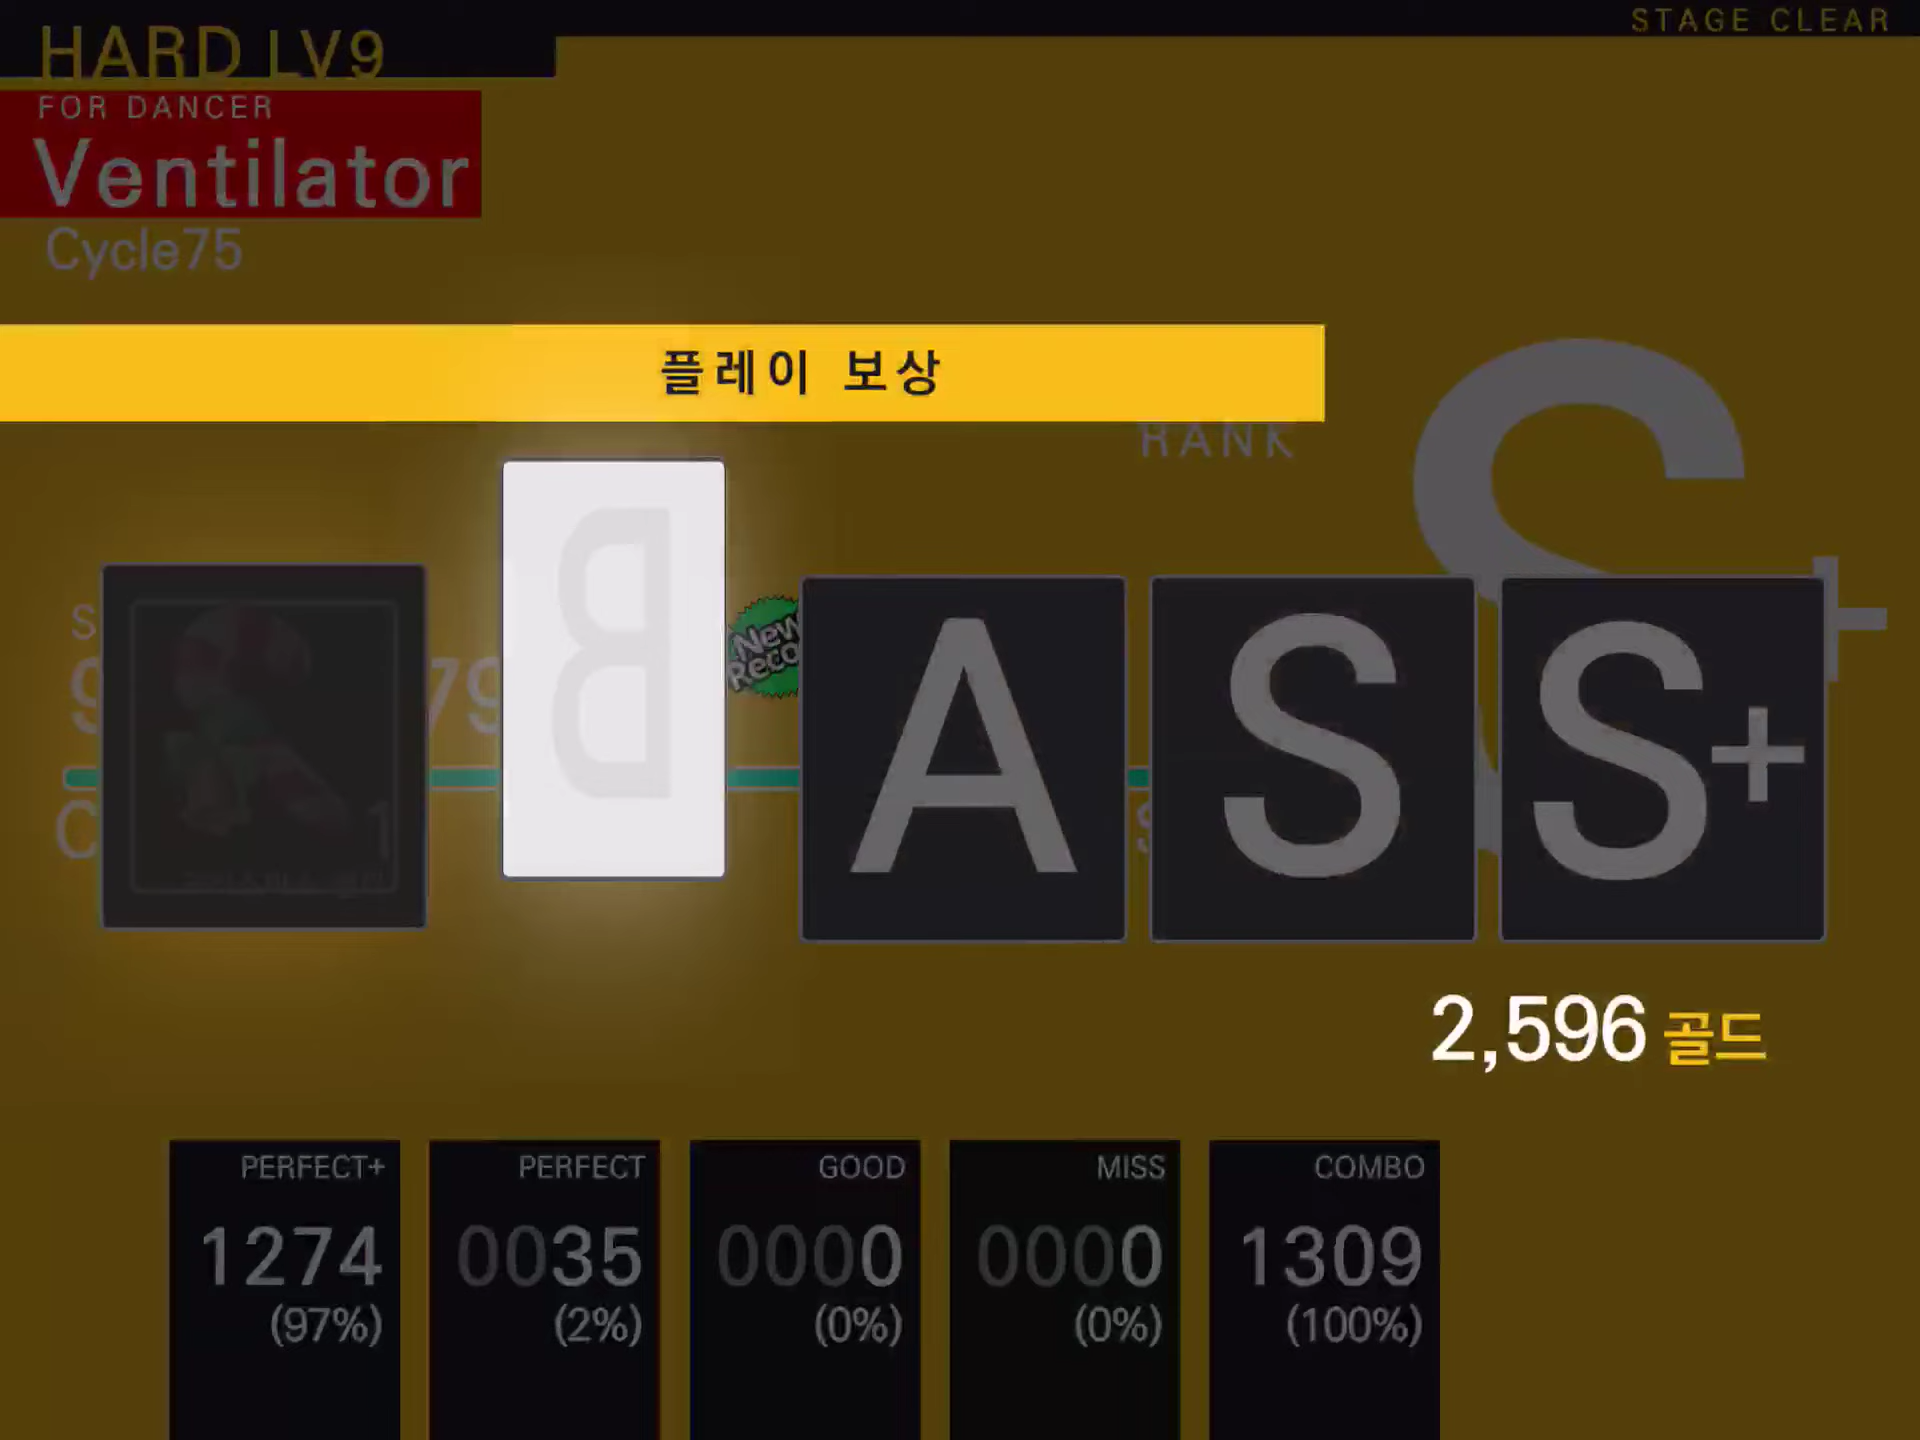 STAGE CLEAR
HARD LV9
FOR DANCER
Ventilator
Cycle75
플레이 보상
RANK
S+
New
B
A
S
S+
1
2,596 골드
PERFECT+
1274
(97%)
PERFECT
0035
(2%)
GOOD
0000
(0%)
MISS
0000
(0%)
COMBO
1309
(100%)